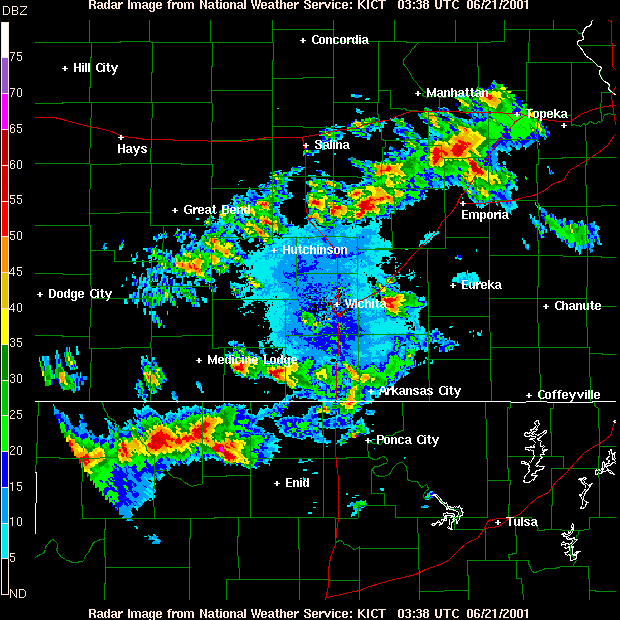 Radar Image from National Weather Service: KICT 03:38 UTC 06/21/2001
DBZ
75
70
65
60
55
50
45
40
35
30
25
20
15
10
5
ND
Concordia
Hill City
Manhattan
Topeka
Hays
Salina
Great Bend
Emporia
Hutchinson
Dodge City
Eureka
Wichita
Chanute
Medicine Lodge
Arkansas City
Coffeyville
Ponca City
Enid
Tulsa
Radar Image from National Weather Service: KICT 03:38 UTC 06/21/2001